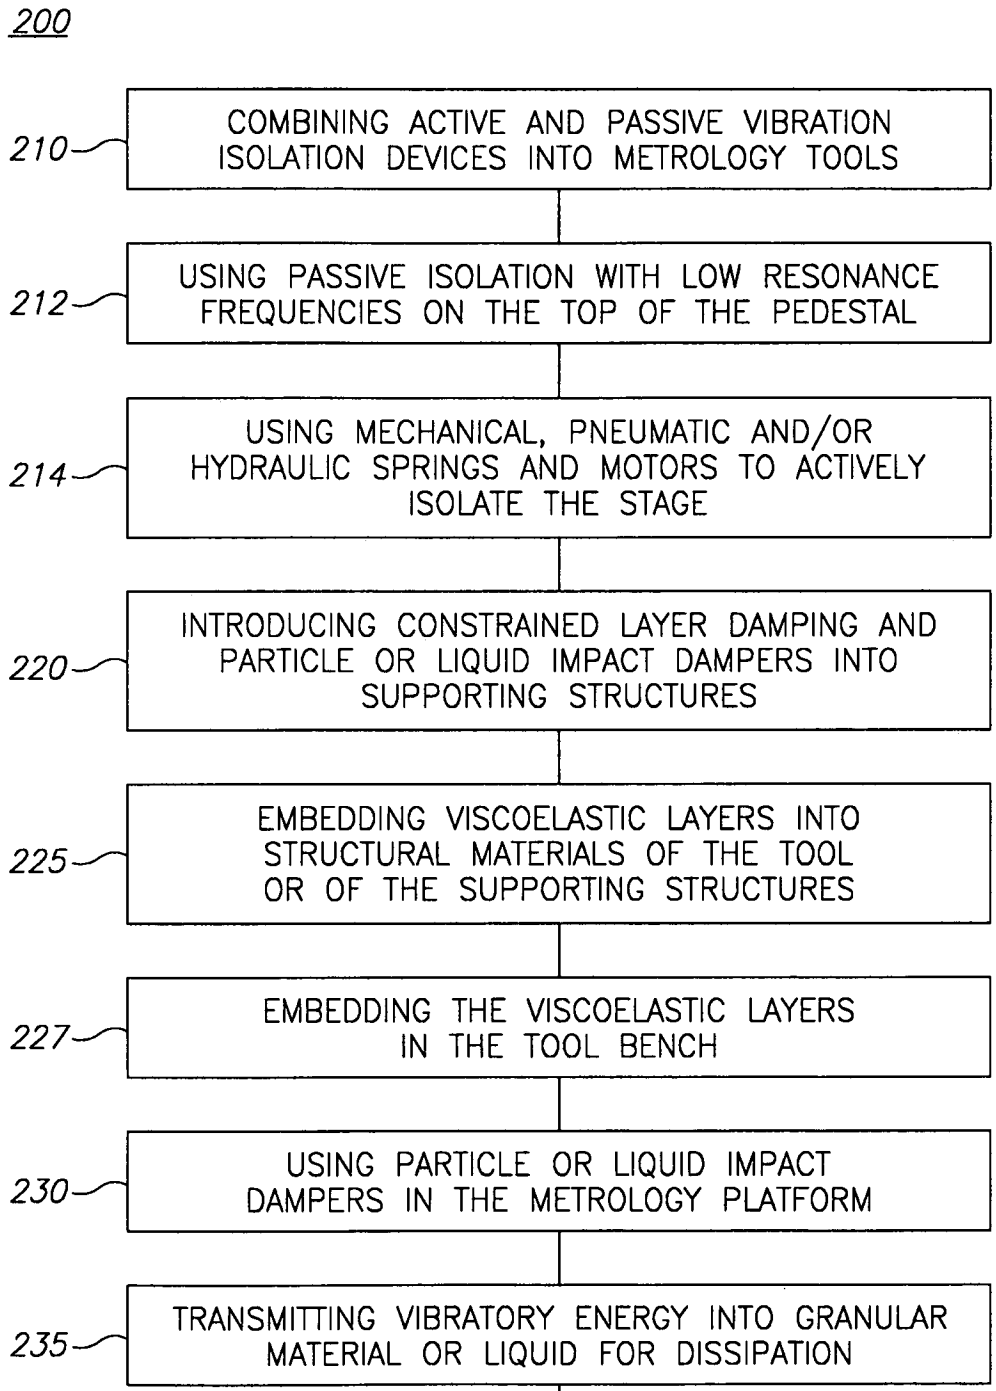 200
210
COMBINING ACTIVE AND PASSIVE VIBRATION
ISOLATION DEVICES INTO METROLOGY TOOLS
212
USING PASSIVE ISOLATION WITH LOW RESONANCE
FREQUENCIES ON THE TOP OF THE PEDESTAL
214
USING MECHANICAL, PNEUMATIC AND/OR
HYDRAULIC SPRINGS AND MOTORS TO ACTIVELY
ISOLATE THE STAGE
220
INTRODUCING CONSTRAINED LAYER DAMPING AND
PARTICLE OR LIQUID IMPACT DAMPERS INTO
SUPPORTING STRUCTURES
225
EMBEDDING VISCOELASTIC LAYERS INTO
STRUCTURAL MATERIALS OF THE TOOL
OR OF THE SUPPORTING STRUCTURES
227
EMBEDDING THE VISCOELASTIC LAYERS
IN THE TOOL BENCH
230
USING PARTICLE OR LIQUID IMPACT
DAMPERS IN THE METROLOGY PLATFORM
235
TRANSMITTING VIBRATORY ENERGY INTO GRANULAR
MATERIAL OR LIQUID FOR DISSIPATION